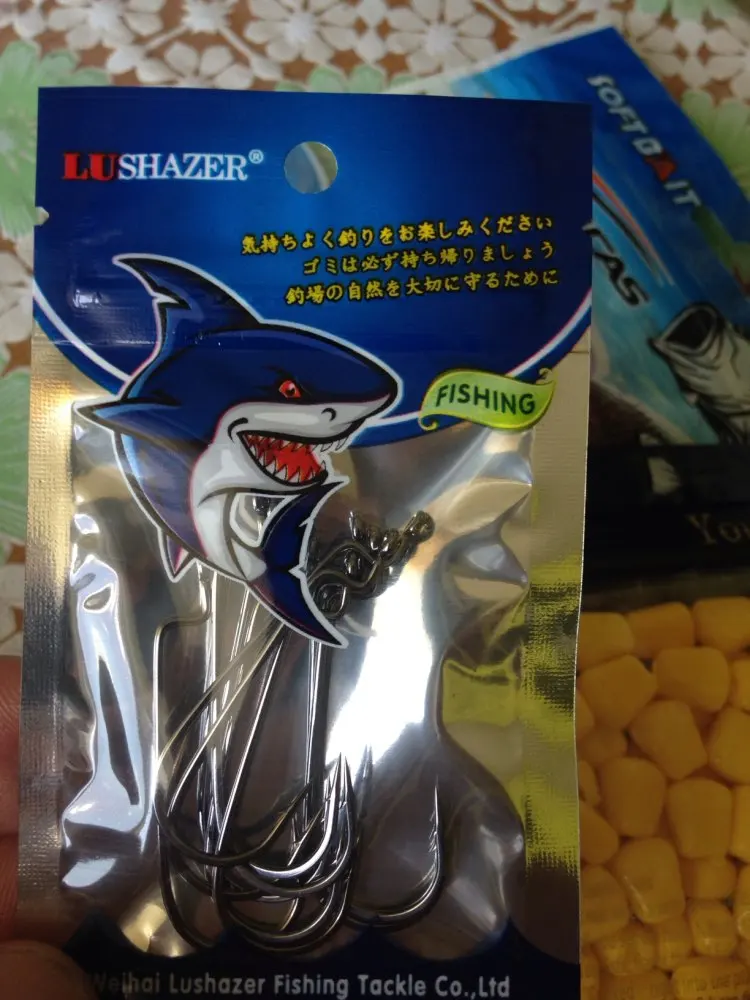 LUSHAZER®
気持ちよく釣りをお楽しみください
ゴミは必ず持ち帰りましょう
釣場の自然を大切に守るために
FISHING
Weihai Lushazer Fishing Tackle Co.,Ltd
SOFT BAIT